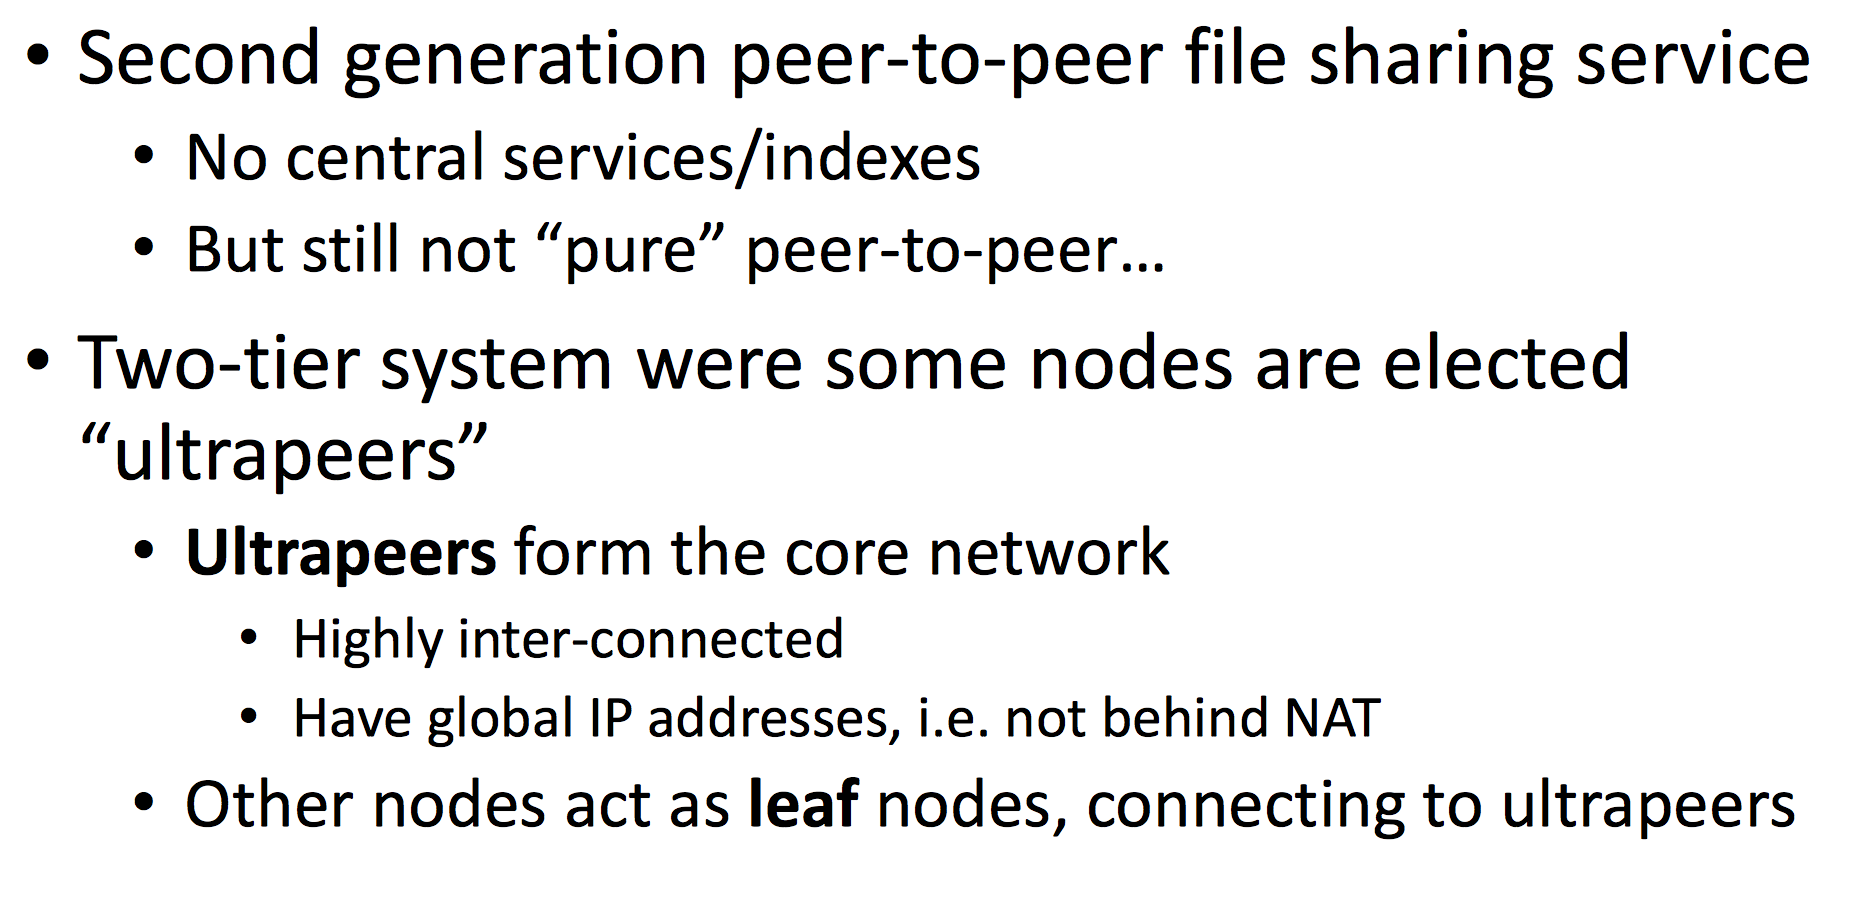 • Second generation peer-to-peer file sharing service
• No central services/indexes
• But still not “pure” peer-to-peer…
• Two-tier system were some nodes are elected
“ultrapeers”
• Ultrapeers form the core network
• Highly inter-connected
• Have global IP addresses, i.e. not behind NAT
• Other nodes act as leaf nodes, connecting to ultrapeers